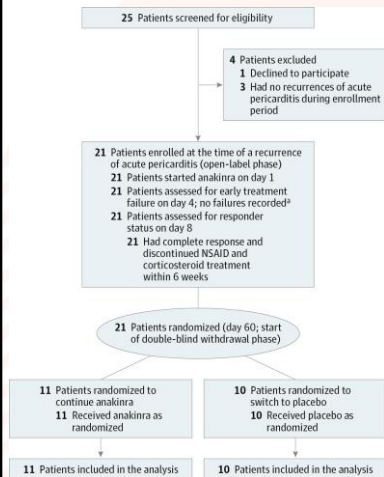 25 Patients screened for eligibility
4 Patients excluded
1 Declined to participate
3 Had no recurrences of acute
pericarditis during enrollment
period
21 Patients enrolled at the time of a recurrence
of acute pericarditis (open-label phase)
21 Patients started anakinra on day 1
21 Patients assessed for early treatment
failure on day 4; no failures recordedᵃ
21 Patients assessed for responder
status on day 8
21 Had complete response and
discontinued NSAID and
corticosteroid treatment
within 6 weeks
21 Patients randomized (day 60; start
of double-blind withdrawal phase)
11 Patients randomized to
continue anakinra
11 Received anakinra as
randomized
10 Patients randomized to
switch to placebo
10 Received placebo as
randomized
11 Patients included in the analysis
10 Patients included in the analysis